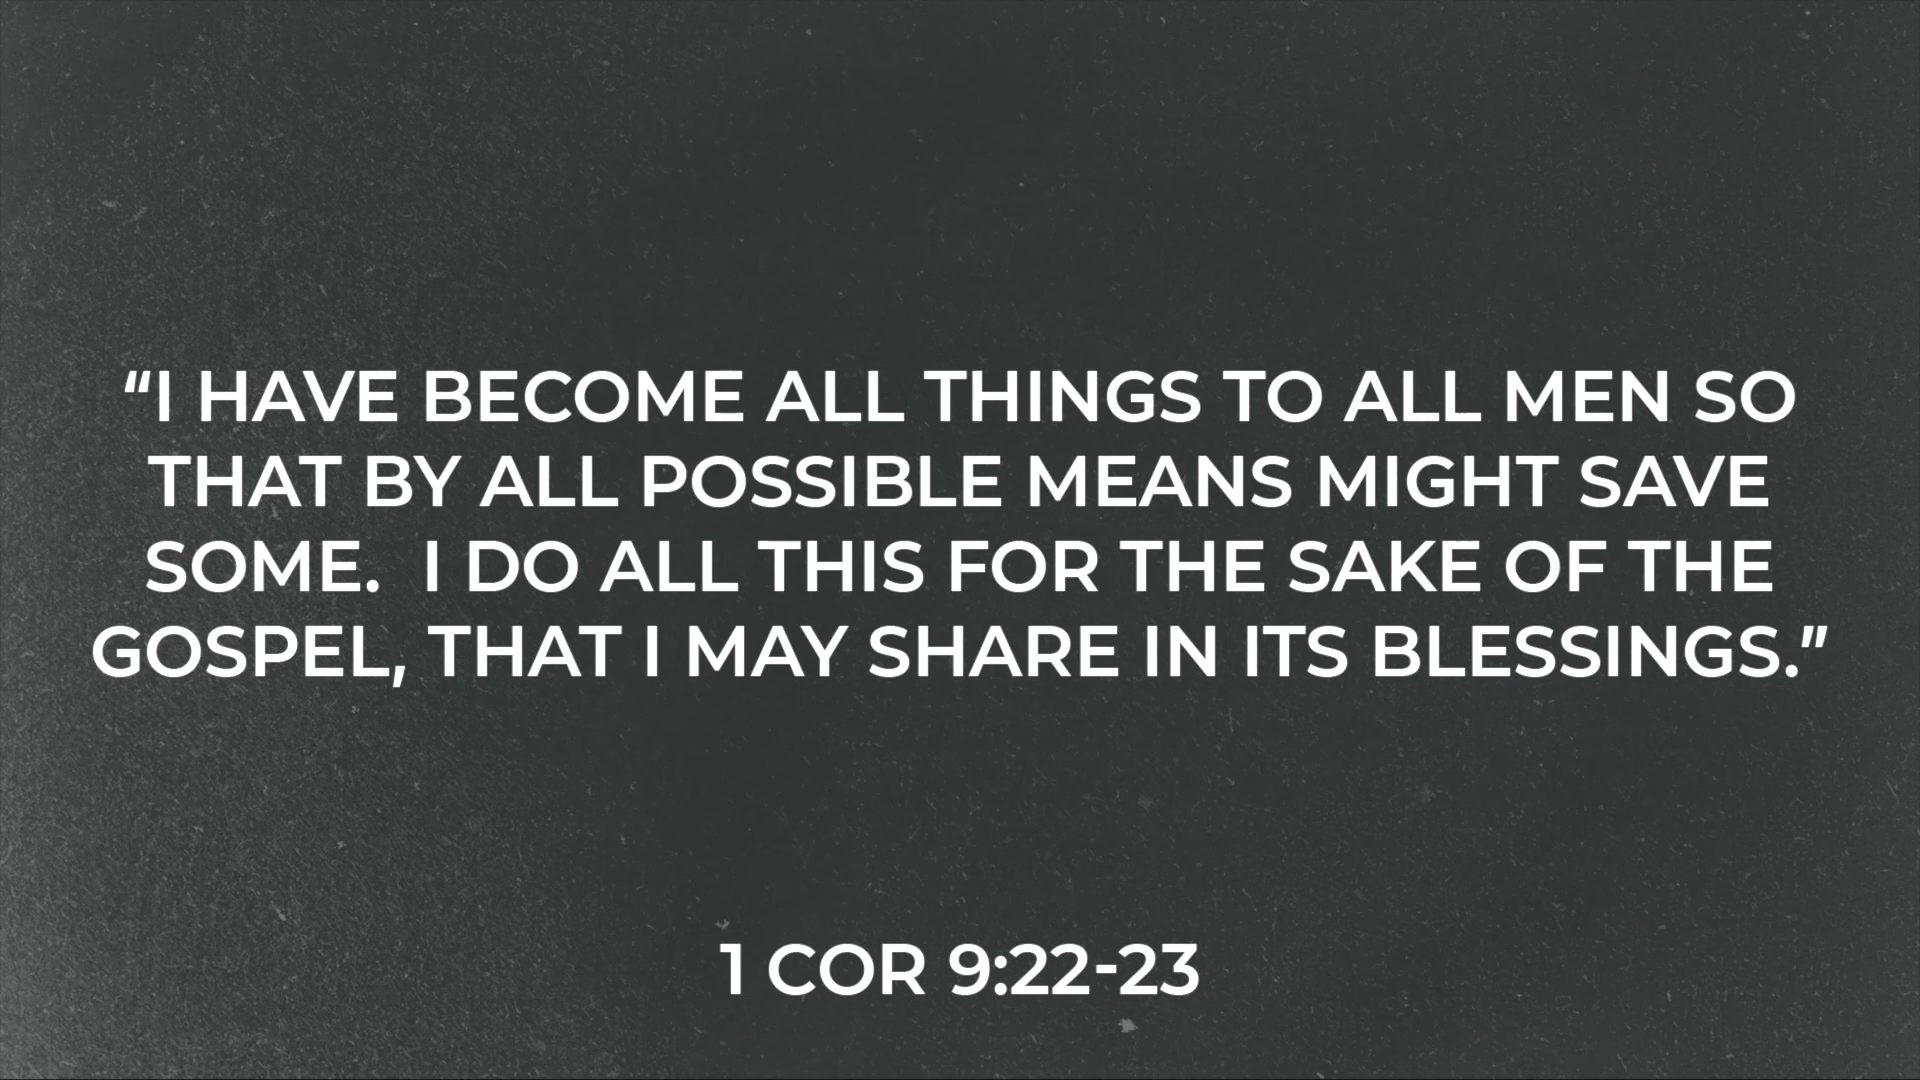 “I HAVE BECOME ALL THINGS TO ALL MEN SO
THAT BY ALL POSSIBLE MEANS MIGHT SAVE
SOME.  I DO ALL THIS FOR THE SAKE OF THE
GOSPEL, THAT I MAY SHARE IN ITS BLESSINGS.”
1 COR 9:22-23